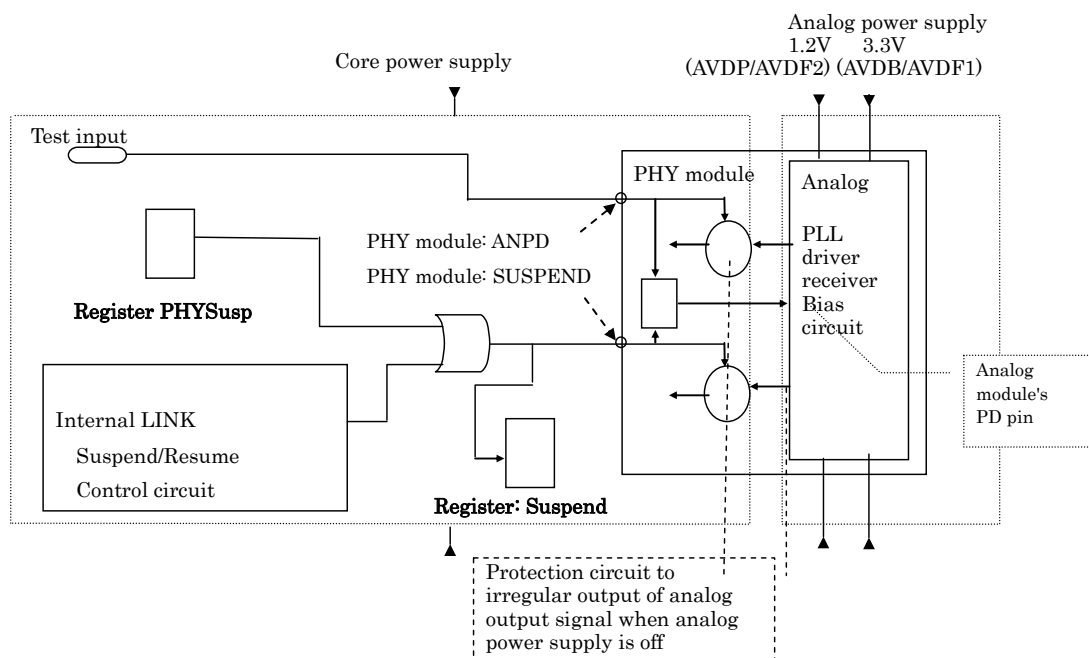 Analog power supply
1.2V 3.3V
(AVDP/AVDF2) (AVDB/AVDF1)
Core power supply
Test input
PHY module
Analog
PLL
driver
receiver
Bias
circuit
PHY module: ANPD
PHY module: SUSPEND
Register PHYSusp
Internal LINK
Suspend/Resume
Control circuit
Register: Suspend
Analog
module's
PD pin
Protection circuit to
irregular output of analog
output signal when analog
power supply is off